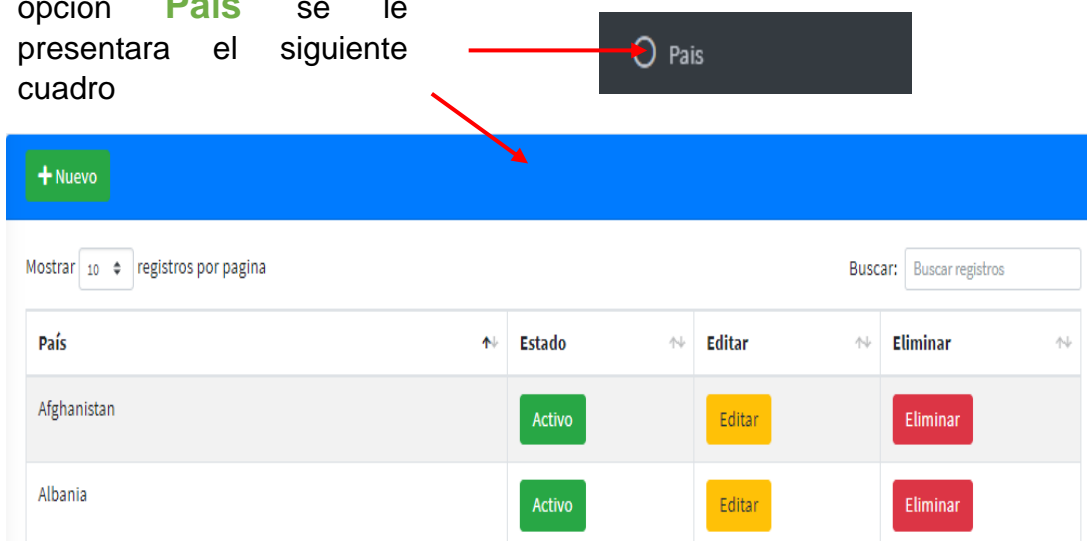 opción País se le
presentara el siguiente
cuadro
Pais
Nuevo
Mostrar 10 registros por pagina
Buscar: Buscar registros
País Estado Editar Eliminar
Afghanistan Activo Editar Eliminar
Albania Activo Editar Eliminar